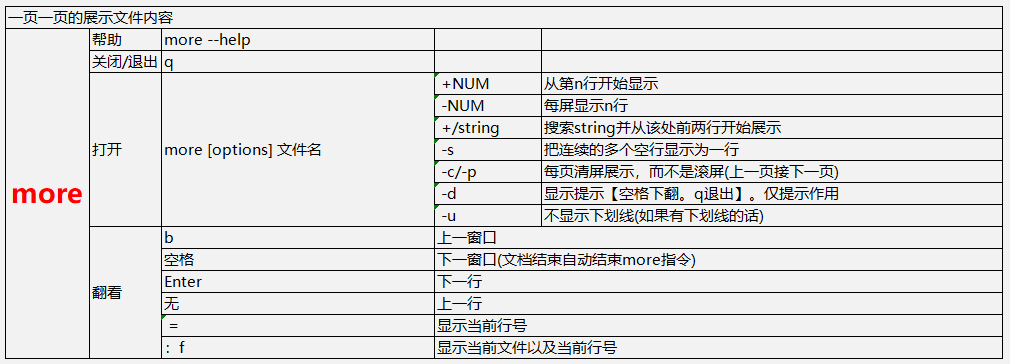 一页一页的展示文件内容
more
帮助 more --help
关闭/退出 q
打开 more [options] 文件名
+NUM 从第n行开始显示
-NUM 每屏显示n行
+/string 搜索string并从该处前两行开始展示
-s 把连续的多个空行显示为一行
-c/-p 每页清屏展示，而不是滚屏(上一页接下一页)
-d 显示提示【空格下翻。q退出】。仅提示作用
-u 不显示下划线(如果有下划线的话)
翻看
b 上一窗口
空格 下一窗口(文档结束自动结束more指令)
Enter 下一行
无 上一行
= 显示当前行号
：f 显示当前文件以及当前行号